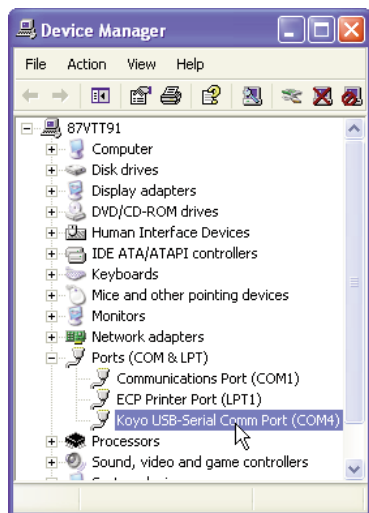 Device Manager
File Action View Help
87VTT91
Computer
Disk drives
Display adapters
DVD/CD-ROM drives
Human Interface Devices
IDE ATA/ATAPI controllers
Keyboards
Mice and other pointing devices
Monitors
Network adapters
Ports (COM & LPT)
Communications Port (COM1)
ECP Printer Port (LPT1)
Koyo USB-Serial Comm Port (COM4)
Processors
Sound, video and game controllers